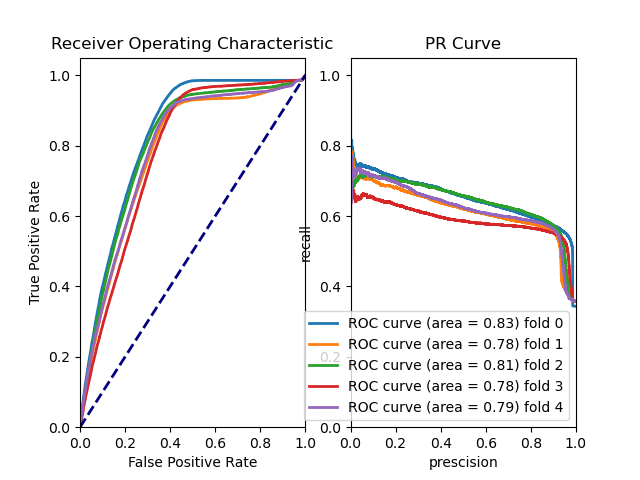 Receiver Operating Characteristic
True Positive Rate
1.0
0.8
0.6
0.4
0.2
0.0
0.0 0.2 0.4 0.6 0.8 1.0
False Positive Rate
PR Curve
recall
1.0
0.8
0.6
0.4
0.2
0.0
ROC curve (area = 0.83) fold 0
ROC curve (area = 0.78) fold 1
ROC curve (area = 0.81) fold 2
ROC curve (area = 0.78) fold 3
ROC curve (area = 0.79) fold 4
0.0 0.2 0.4 0.6 0.8 1.0
prescision